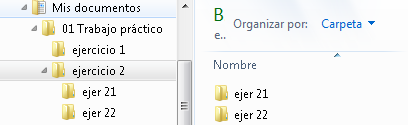 Mis documentos
01 Trabajo práctico
ejercicio 1
ejercicio 2
ejer 21
ejer 22
B
e..
Organizar por: Carpeta
Nombre
ejer 21
ejer 22